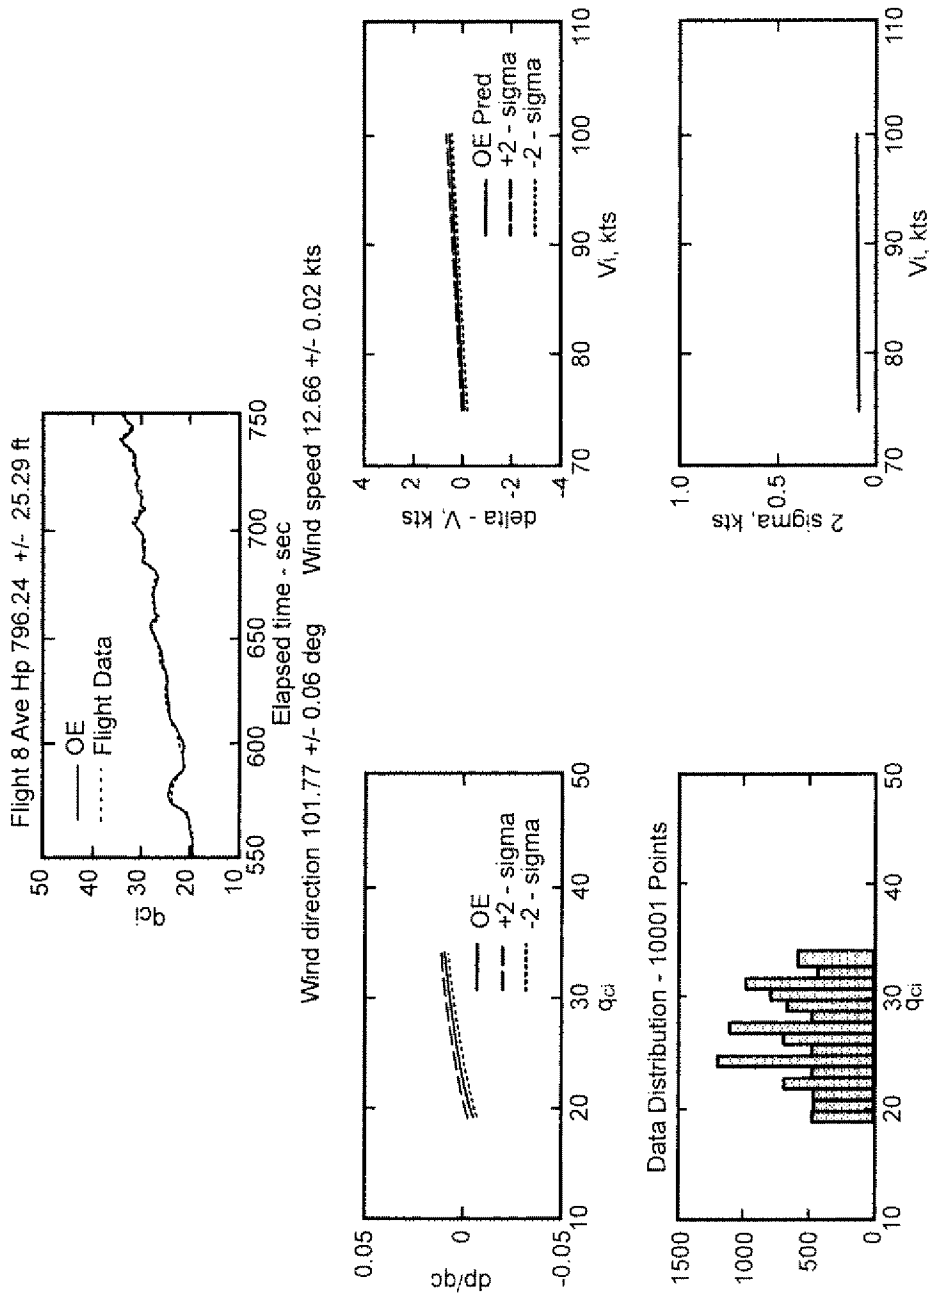 Flight 8 Ave Hp 796.24 +/- 25.29 ft
50
40
30
20
10
qci
OE
Flight Data
550
600
650
700
750
Elapsed time - sec
Wind direction 101.77 +/- 0.06 deg Wind speed 12.66 +/- 0.02 kts
0.05
0
-0.05
dp/qc
OE
+2 - sigma
-2 - sigma
10
20
30
40
50
qci
4
2
0
-2
-4
delta - V, kts
OE Pred
+2 - sigma
-2 - sigma
70
80
90
100
110
Vi, kts
Data Distribution - 10001 Points
1500
1000
500
0
10
20
30
40
50
qci
1.0
0.5
0
2 sigma, kts
70
80
90
100
110
Vi, kts